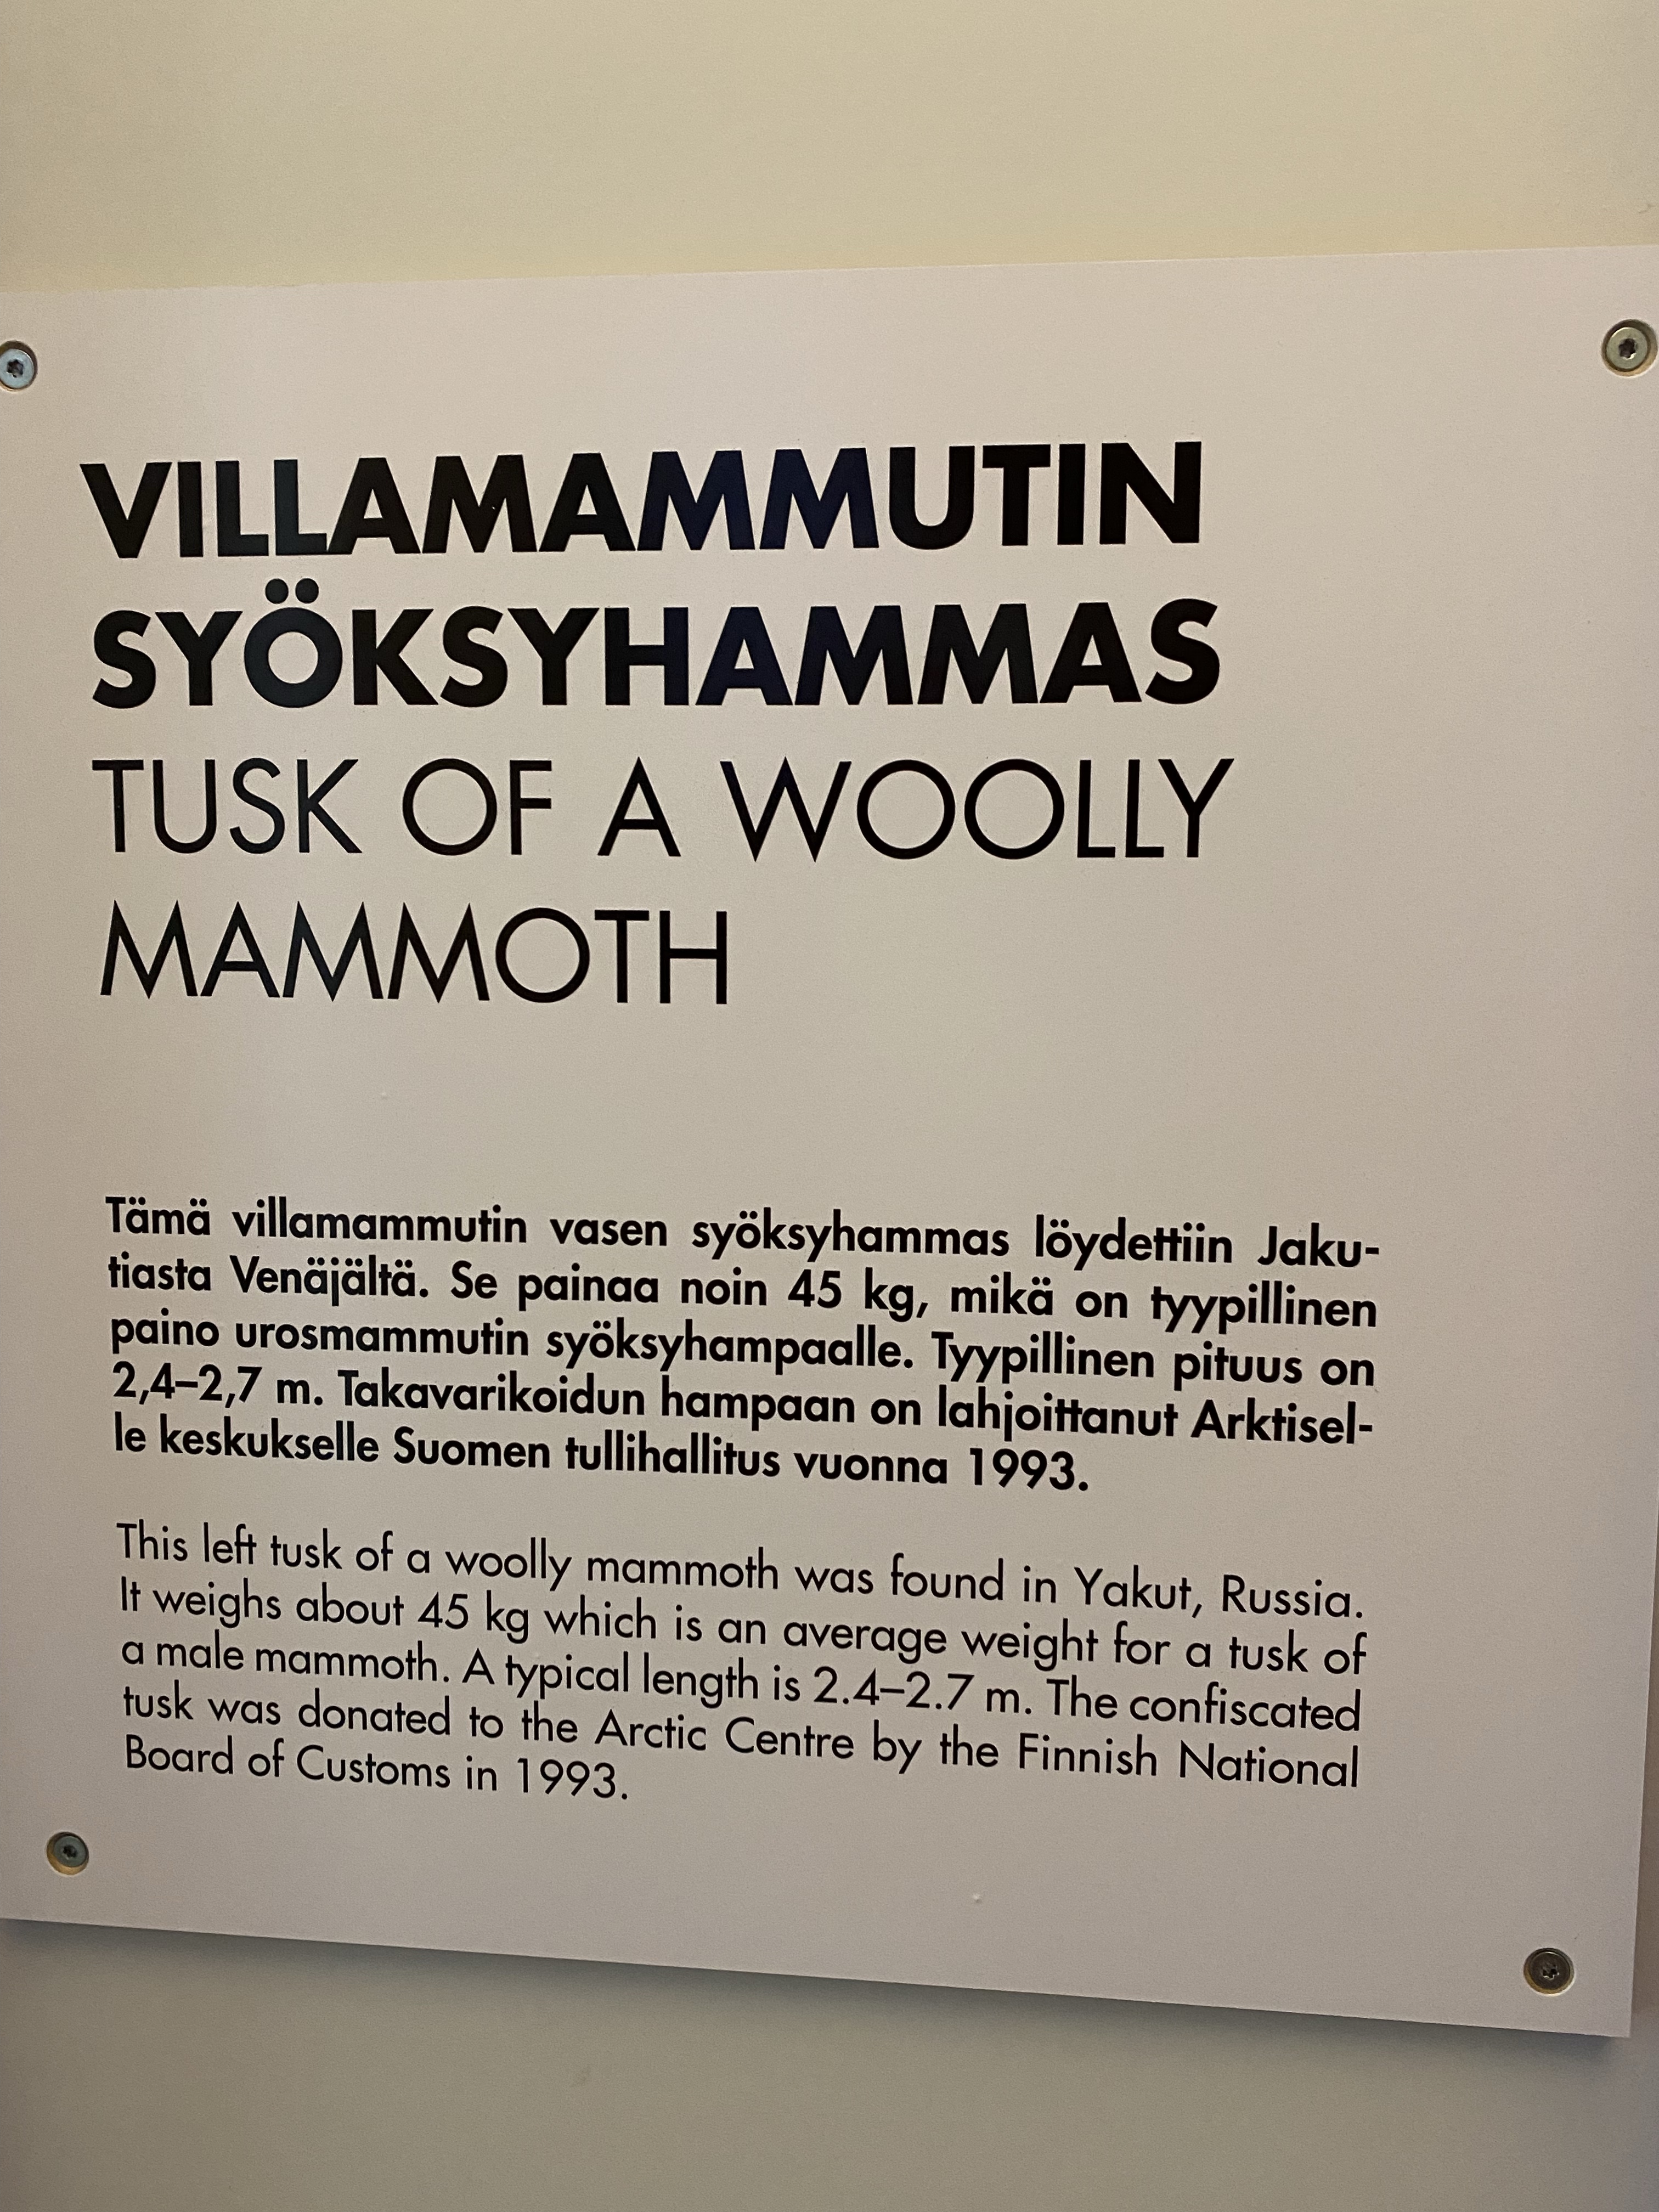 VILLAMAMMUTIN
SYÖKSYHAMMAS
TUSK OF A WOOLLY
MAMMOTH
Tämä villamammutin vasen syöksyhammas löydettiin Jaku-
tiasta Venäjältä. Se painaa noin 45 kg, mikä on tyypillinen
paino urosmammutin syöksyhampaalle. Tyypillinen pituus on
2,4–2,7 m. Takavarikoidun hampaan on lahjoittanut Arktisel-
le keskukselle Suomen tullihallitus vuonna 1993.
This left tusk of a woolly mammoth was found in Yakut, Russia.
It weighs about 45 kg which is an average weight for a tusk of
a male mammoth. A typical length is 2.4–2.7 m. The confiscated
tusk was donated to the Arctic Centre by the Finnish National
Board of Customs in 1993.